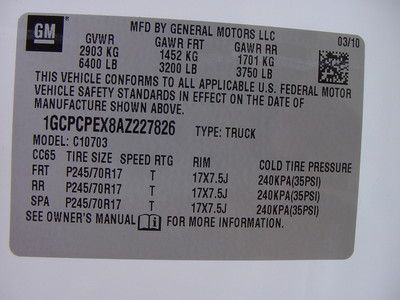 GM
MFD BY GENERAL MOTORS LLC
03/10
GVWR GAWR FRT GAWR RR
2903 KG 1452 KG 1701 KG
6400 LB 3200 LB 3750 LB
THIS VEHICLE CONFORMS TO ALL APPLICABLE U.S. FEDERAL MOTOR
VEHICLE SAFETY STANDARDS IN EFFECT ON THE DATE OF
MANUFACTURE SHOWN ABOVE.
1GCPCPEX8AZ227826 TYPE: TRUCK
MODEL: C10703
CC65 TIRE SIZE SPEED RTG RIM COLD TIRE PRESSURE
FRT P245/70R17 T 17X7.5J 240KPA(35PSI)
RR P245/70R17 T 17X7.5J 240KPA(35PSI)
SPA P245/70R17 T 17X7.5J 240KPA(35PSI)
SEE OWNER'S MANUAL FOR MORE INFORMATION.